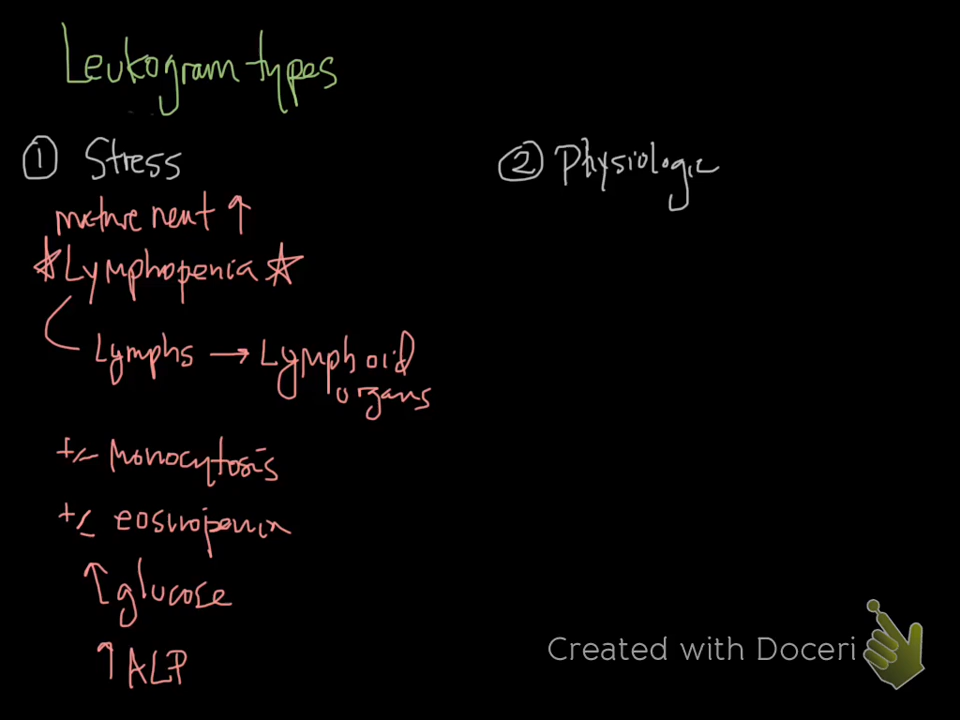 Leukogram types
① Stress
mature neut ↑
☆Lymphopenia☆
Lymphs → Lymphoid
organs
+/- Monocytosis
+/- eosinopenia
↑glucose
↑ALP
② Physiologic
Created with Doceri